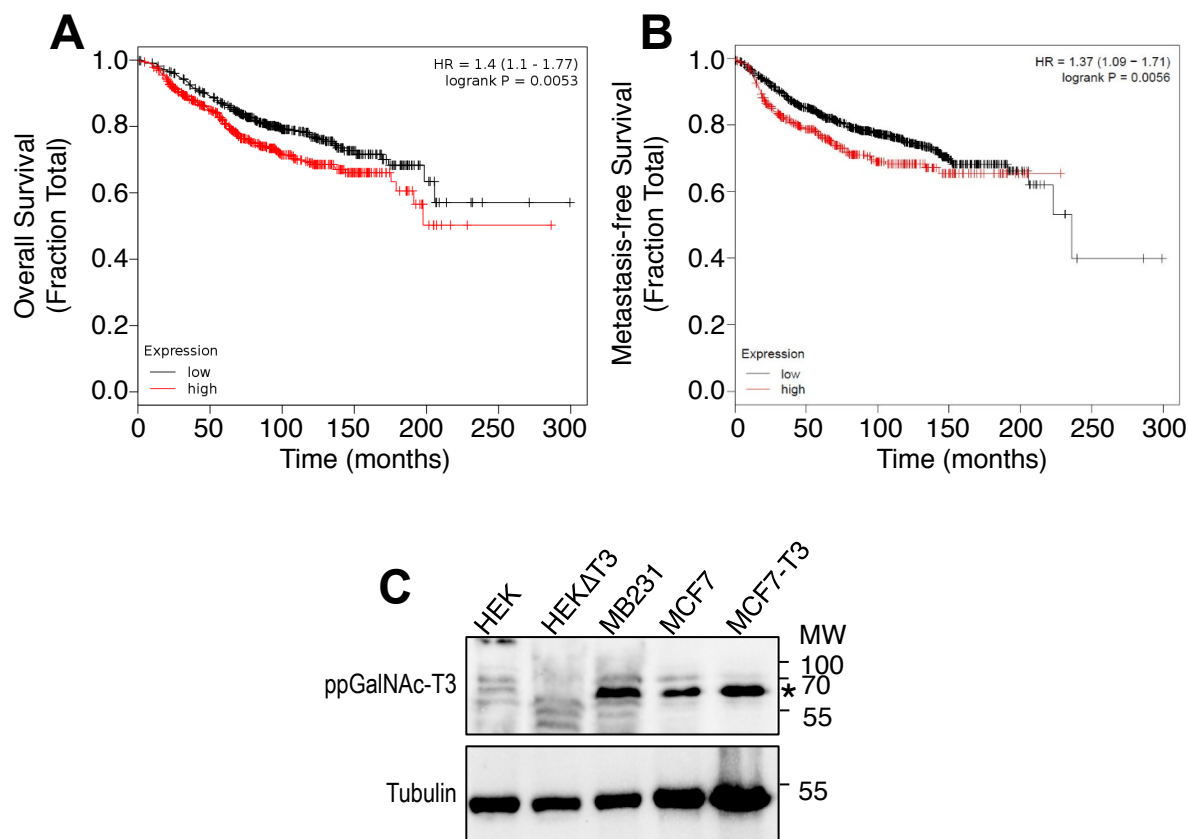 A
Overall Survival
(Fraction Total)
1.0
0.8
0.6
0.4
0.2
0.0
HR = 1.4 (1.1 - 1.77)
logrank P = 0.0053
Expression
low
high
0 50 100 150 200 250 300
Time (months)
B
Metastasis-free Survival
(Fraction Total)
1.0
0.8
0.6
0.4
0.2
0.0
HR = 1.37 (1.09 − 1.71)
logrank P = 0.0056
Expression
low
high
0 50 100 150 200 250 300
Time (months)
C
HEK
HEKΔT3
MB231
MCF7
MCF7-T3
MW
ppGalNAc-T3
100
* 70
55
Tubulin
55